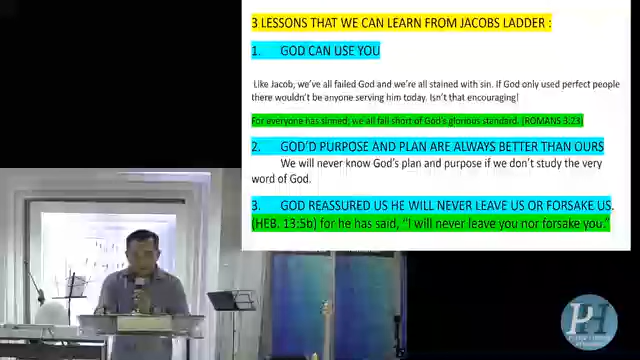 3 LESSONS THAT WE CAN LEARN FROM JACOBS LADDER :
1. GOD CAN USE YOU
Like Jacob, we've all failed God and we're all stained with sin. If God only used perfect people
there wouldn't be anyone serving him today. Isn't that encouraging!
For everyone has sinned; we all fall short of God's glorious standard. (ROMANS 3:23)
2. GOD'D PURPOSE AND PLAN ARE ALWAYS BETTER THAN OURS
We will never know God's plan and purpose if we don't study the very
word of God.
3. GOD REASSURED US HE WILL NEVER LEAVE US OR FORSAKE US.
(HEB. 13:5b) for he has said, "I will never leave you nor forsake you."
PH